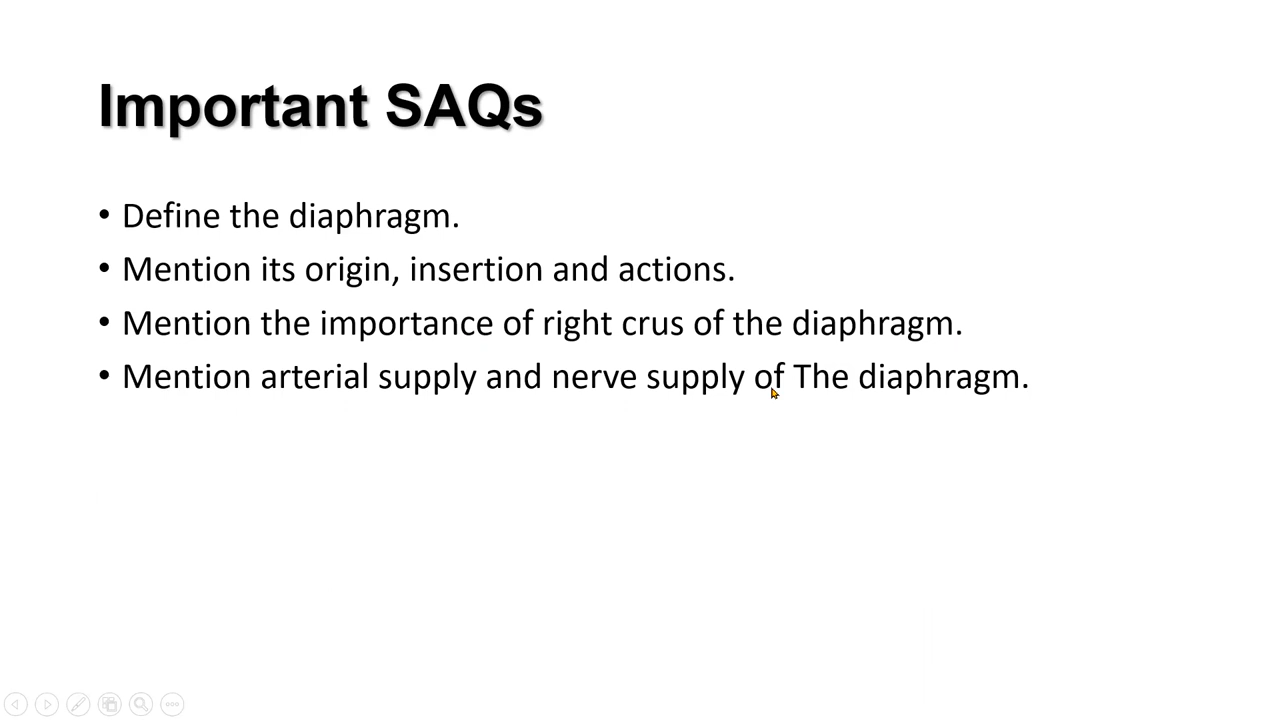 Important SAQs
• Define the diaphragm.
• Mention its origin, insertion and actions.
• Mention the importance of right crus of the diaphragm.
• Mention arterial supply and nerve supply of The diaphragm.